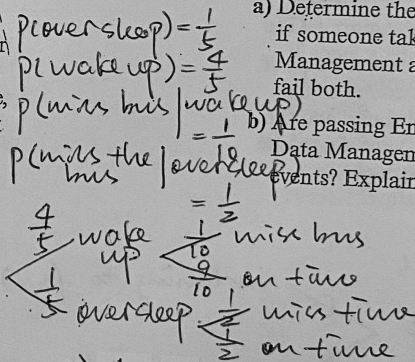 p(oversleep) = 1/5
p(wake up) = 4/5
p(miss bus | wake up)
= 1/10
p(miss the bus | oversleep)
= 1/2
4/5 wake up
1/10 miss bus
9/10 on time
1/5 oversleep
1/2 miss time
1/2 on time
a) Determine the
if someone tak
Management a
fail both.
b) Are passing En
Data Managem
events? Explain